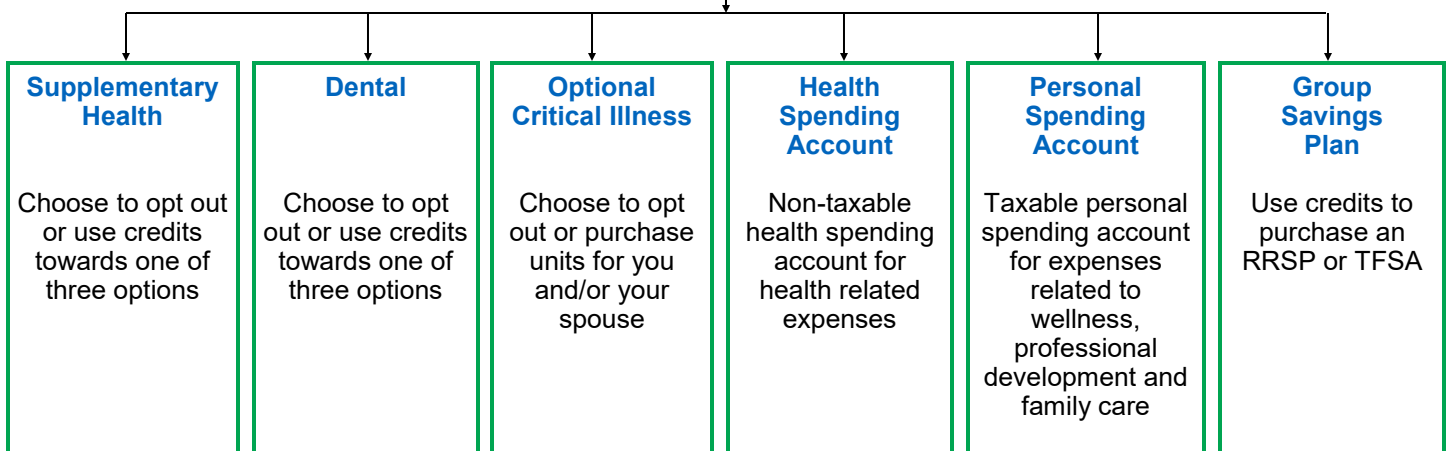 Supplementary
Health
Choose to opt out
or use credits
towards one of
three options
Dental
Choose to opt
out or use credits
towards one of
three options
Optional
Critical Illness
Choose to opt
out or purchase
units for you
and/or your
spouse
Health
Spending
Account
Non-taxable
health spending
account for
health related
expenses
Personal
Spending
Account
Taxable personal
spending account
for expenses
related to
wellness,
professional
development and
family care
Group
Savings
Plan
Use credits to
purchase an
RRSP or TFSA